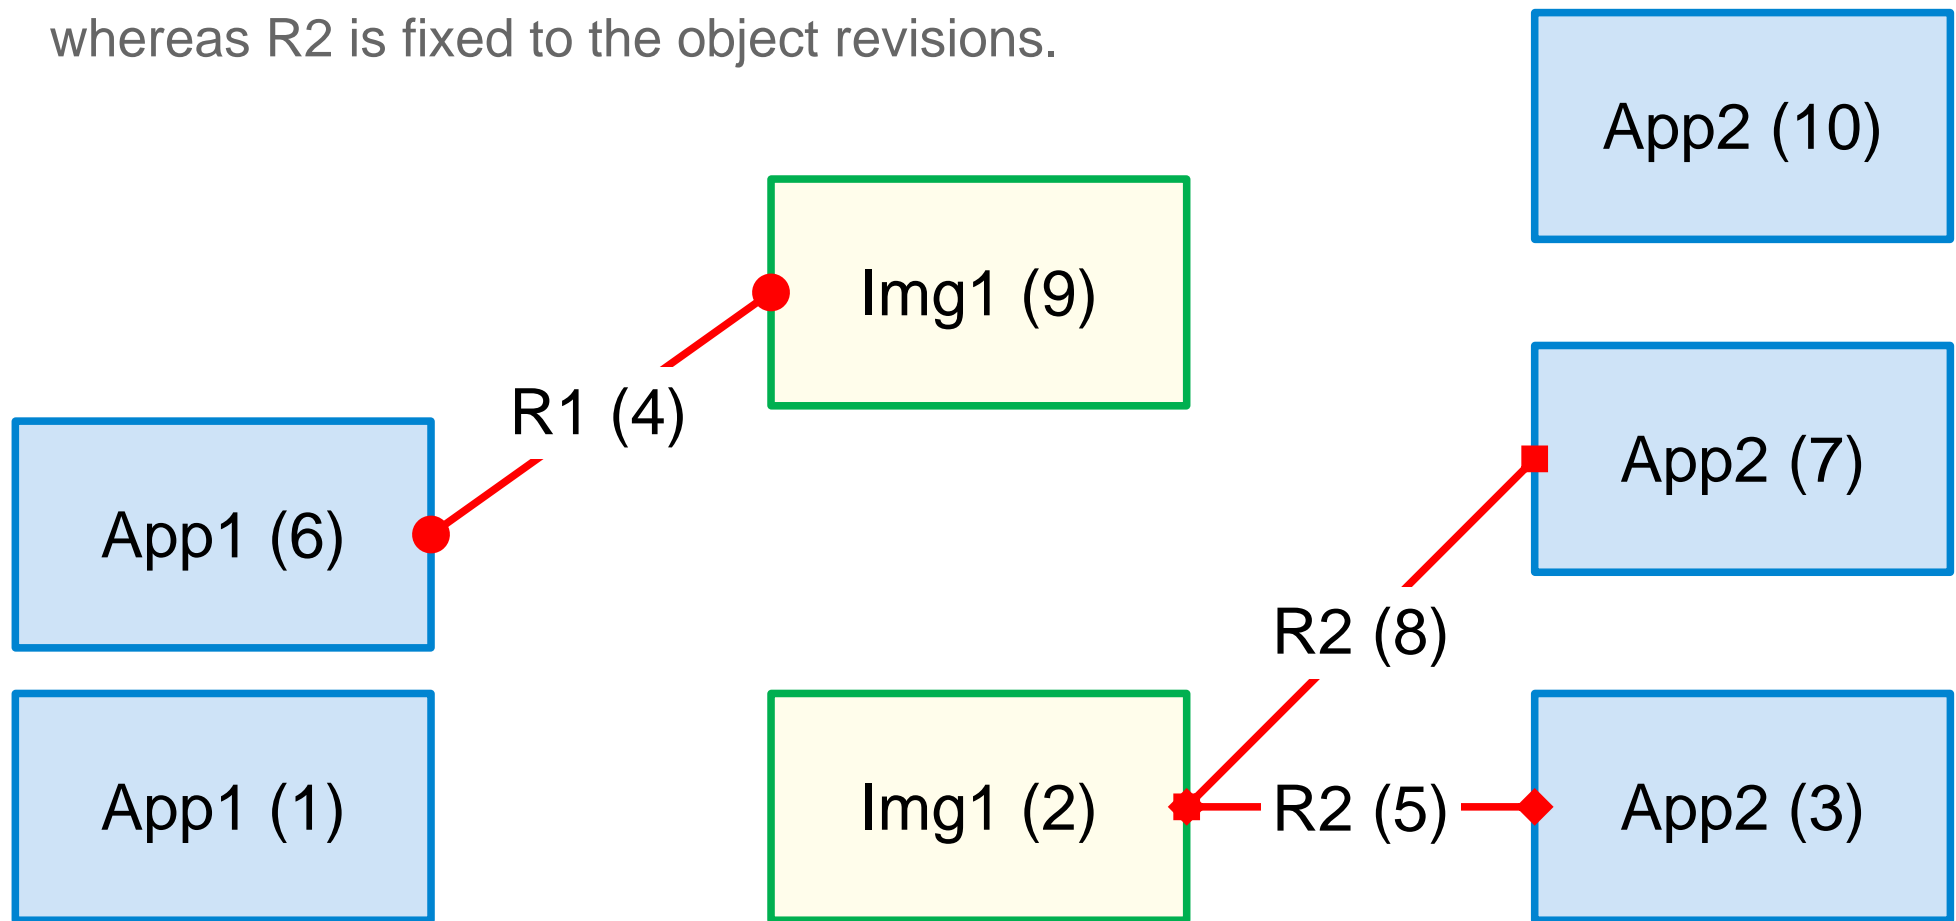 whereas R2 is fixed to the object revisions.
App2 (10)
Img1 (9)
R1 (4)
App2 (7)
App1 (6)
R2 (8)
App1 (1)
Img1 (2)
R2 (5)
App2 (3)